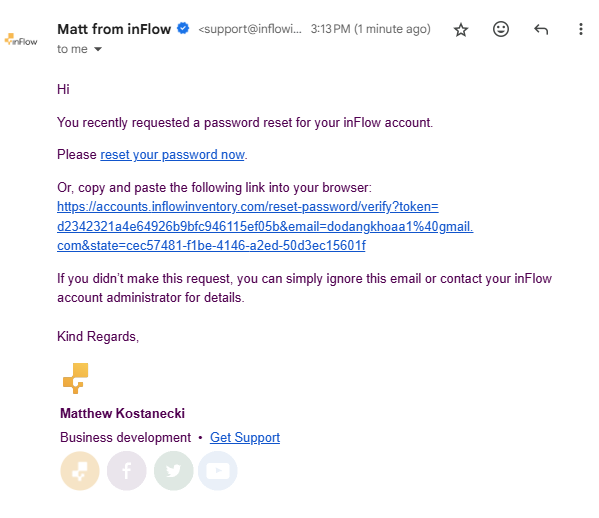 inFlow
Matt from inFlow <support@inflowi... 3:13 PM (1 minute ago)
to me
Hi
You recently requested a password reset for your inFlow account.
Please reset your password now.
Or, copy and paste the following link into your browser:
https://accounts.inflowinventory.com/reset-password/verify?token=
d2342321a4e64926b9bfc946115ef05b&email=dodangkhoaa1%40gmail.
com&state=cec57481-f1be-4146-a2ed-50d3ec15601f
If you didn’t make this request, you can simply ignore this email or contact your inFlow
account administrator for details.
Kind Regards,
Matthew Kostanecki
Business development • Get Support